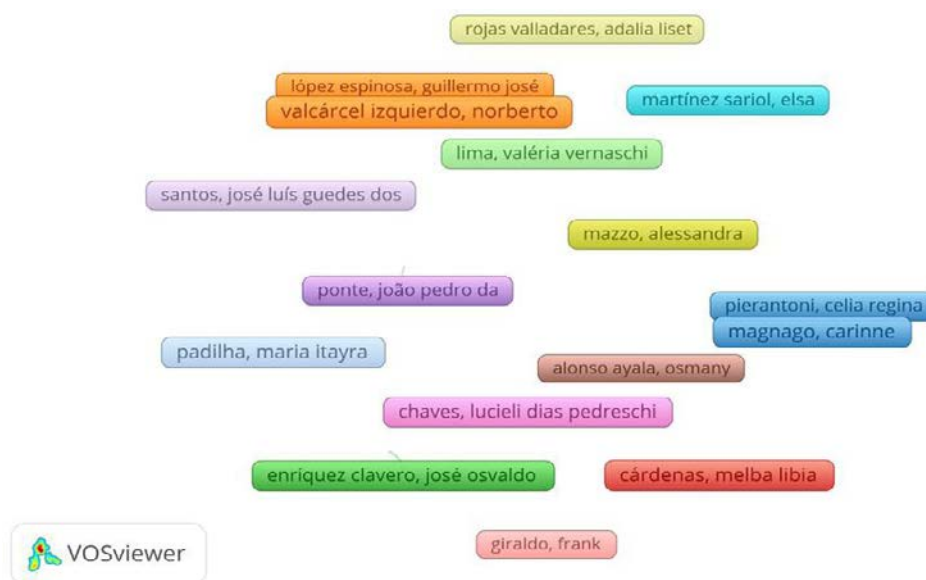 rojas valladares, adalia liset
lópez espinosa, guillermo josé
valcárcel izquierdo, norberto
martínez sariol, elsa
lima, valéria vernaschi
santos, josé luís guedes dos
mazzo, alessandra
ponte, joão pedro da
pierantoni, celia regina
magnago, carinne
padilha, maria itayra
alonso ayala, osmany
chaves, lucieli dias pedreschi
enríquez clavero, josé osvaldo
cárdenas, melba libia
giraldo, frank
VOSviewer